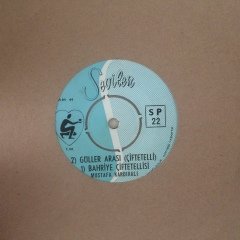 Sevilen
SP
22
2) GÜLLER ARASI (ÇİFTETELLİ)
1) BAHRİYE ÇİFTETELLİSİ
MUSTAFA KANDIRALI